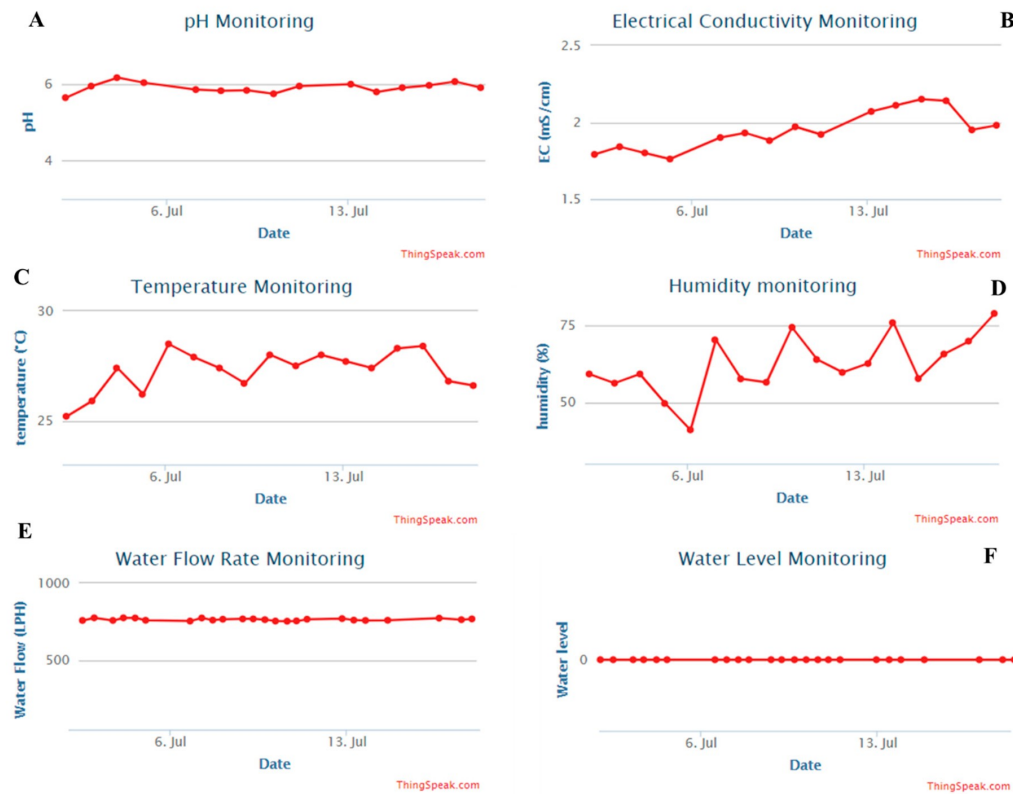 A
pH Monitoring
6
4
pH
6. Jul
13. Jul
Date
ThingSpeak.com
Electrical Conductivity Monitoring
B
2.5
2
1.5
EC (mS/cm)
6. Jul
13. Jul
Date
ThingSpeak.com
C
Temperature Monitoring
30
25
temperature (°C)
6. Jul
13. Jul
Date
ThingSpeak.com
Humidity monitoring
D
75
50
humidity (%)
6. Jul
13. Jul
Date
ThingSpeak.com
E
Water Flow Rate Monitoring
1000
500
Water Flow (LPH)
6. Jul
13. Jul
Date
ThingSpeak.com
Water Level Monitoring
F
0
Water level
6. Jul
13. Jul
Date
ThingSpeak.com